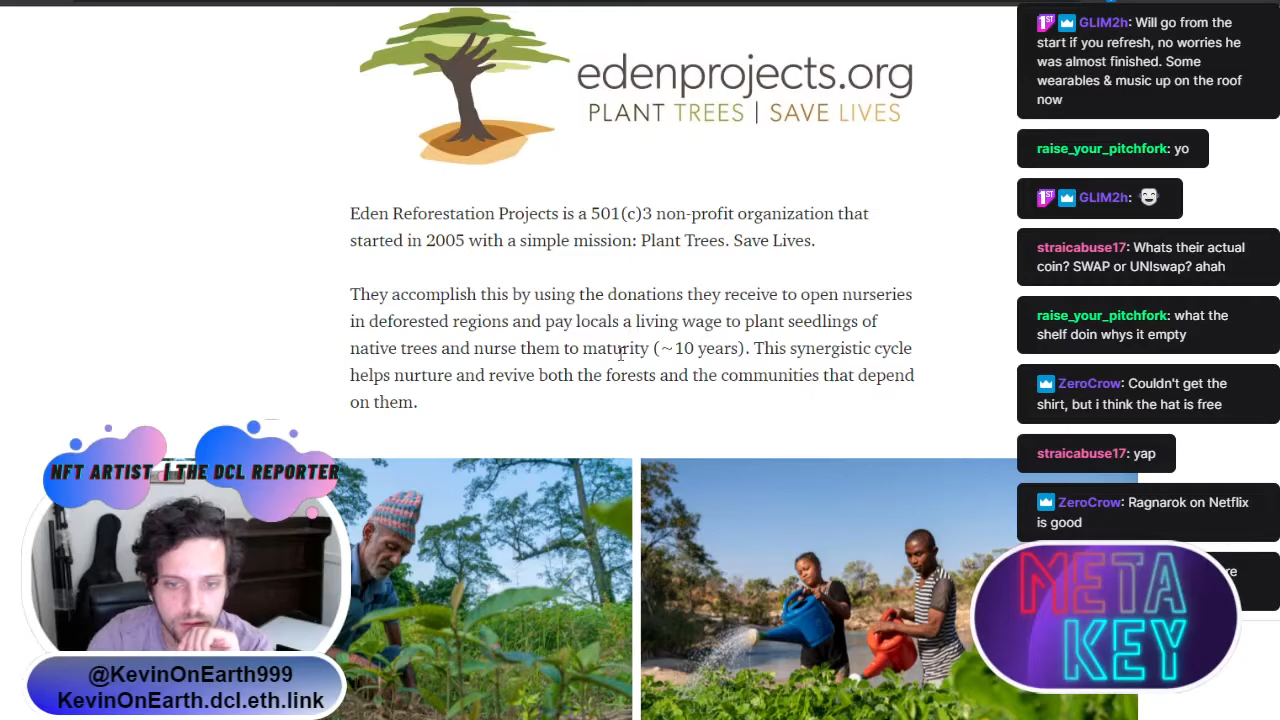 edenprojects.org
PLANT TREES | SAVE LIVES
Eden Reforestation Projects is a 501(c)3 non-profit organization that
started in 2005 with a simple mission: Plant Trees. Save Lives.
They accomplish this by using the donations they receive to open nurseries
in deforested regions and pay locals a living wage to plant seedlings of
native trees and nurse them to maturity (~10 years). This synergistic cycle
helps nurture and revive both the forests and the communities that depend
on them.
NFT ARTIST | THE DCL REPORTER
@KevinOnEarth999
KevinOnEarth.dcl.eth.link
1ST GLIM2h: Will go from the
start if you refresh, no worries he
was almost finished. Some
wearables & music up on the roof
now
raise_your_pitchfork: yo
1ST GLIM2h:
straicabuse17: Whats their actual
coin? SWAP or UNIswap? ahah
raise_your_pitchfork: what the
shelf doin whys it empty
ZeroCrow: Couldn't get the
shirt, but i think the hat is free
straicabuse17: yap
ZeroCrow: Ragnarok on Netflix
is good
META
KEY